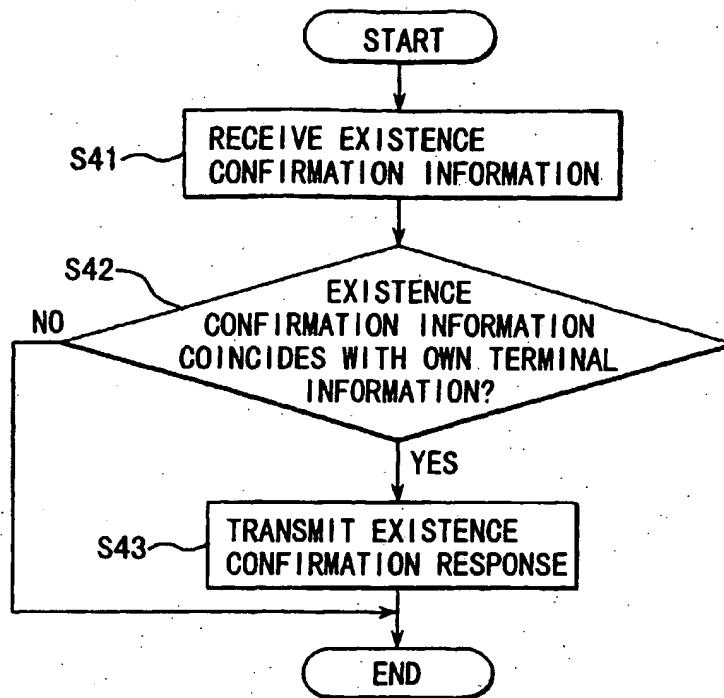 START
S41
RECEIVE EXISTENCE
CONFIRMATION INFORMATION
S42
EXISTENCE
CONFIRMATION INFORMATION
COINCIDES WITH OWN TERMINAL
INFORMATION?
NO
YES
S43
TRANSMIT EXISTENCE
CONFIRMATION RESPONSE
END